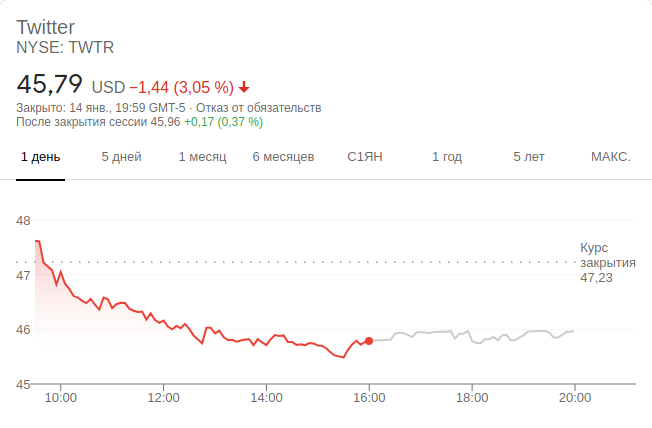 Twitter
NYSE: TWTR
45,79 USD −1,44 (3,05 %)
Закрыто: 14 янв., 19:59 GMT-5 · Отказ от обязательств
После закрытия сессии 45,96 +0,17 (0,37 %)
1 день 5 дней 1 месяц 6 месяцев С1ЯН 1 год 5 лет МАКС.
48
Курс
закрытия
47,23
47
46
45
10:00 12:00 14:00 16:00 18:00 20:00